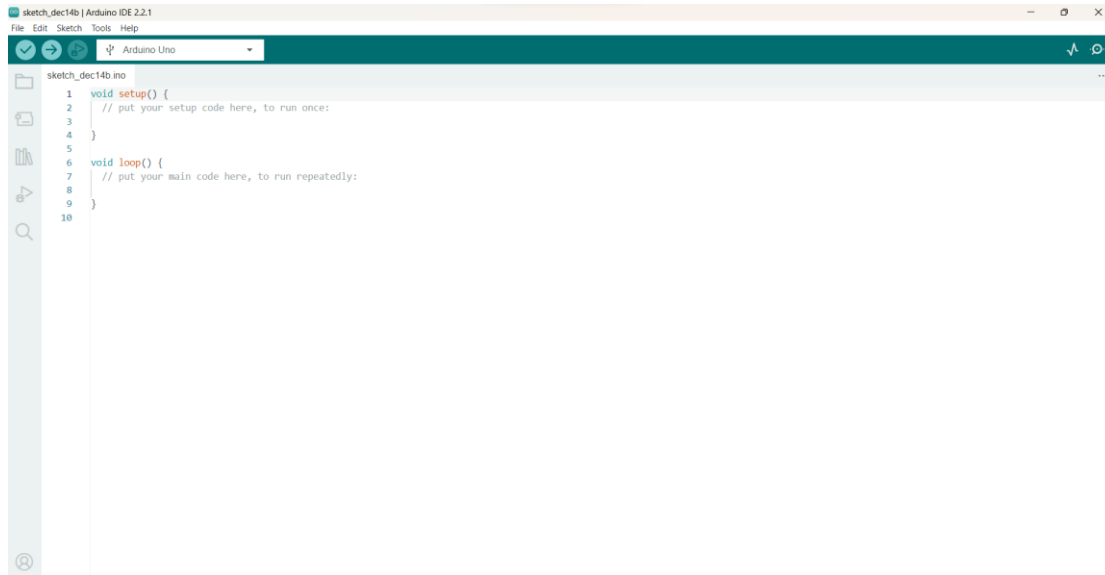 sketch_dec14b | Arduino IDE 2.2.1
File Edit Sketch Tools Help
Arduino Uno
sketch_dec14b.ino
1 void setup() {
2 // put your setup code here, to run once:
3
4 }
5
6 void loop() {
7 // put your main code here, to run repeatedly:
8
9 }
10